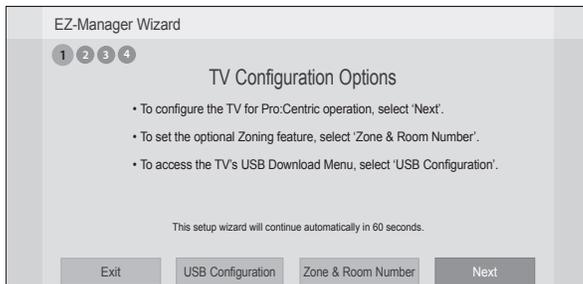 EZ-Manager Wizard
1 2 3 4
TV Configuration Options
• To configure the TV for Pro:Centric operation, select ‘Next’.
• To set the optional Zoning feature, select ‘Zone & Room Number’.
• To access the TV’s USB Download Menu, select ‘USB Configuration’.
This setup wizard will continue automatically in 60 seconds.
Exit USB Configuration Zone & Room Number Next